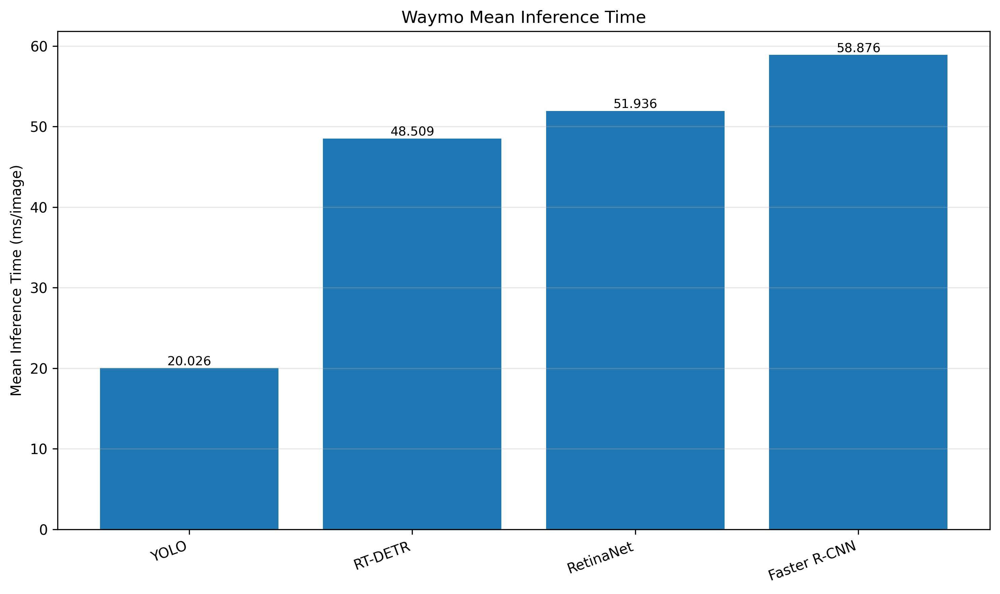 Waymo Mean Inference Time
Mean Inference Time (ms/image)
60
50
40
30
20
10
0
20.026
48.509
51.936
58.876
YOLO
RT-DETR
RetinaNet
Faster R-CNN